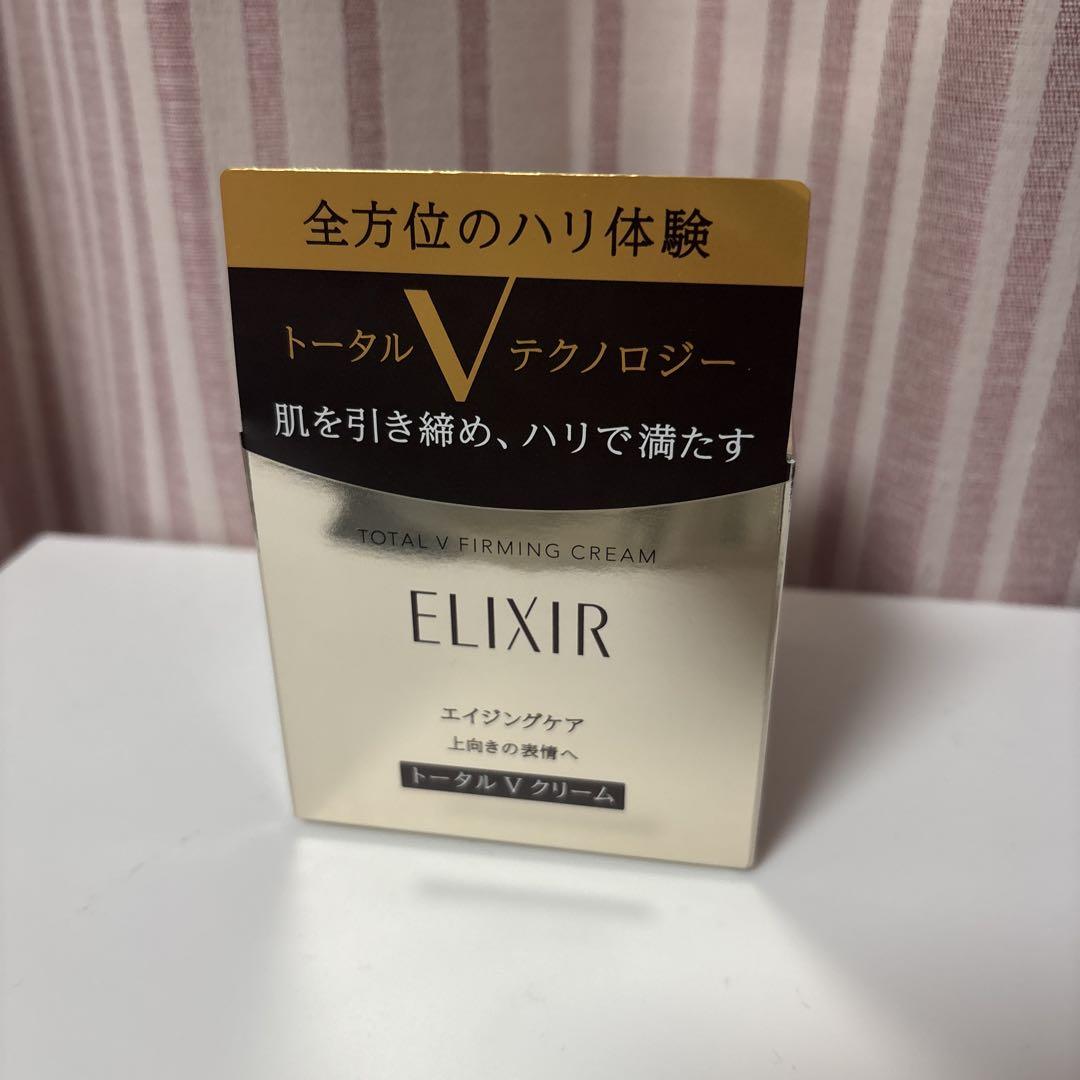 全方位のハリ体験
トータル V テクノロジー
肌を引き締め、ハリで満たす
TOTAL V FIRMING CREAM
ELIXIR
エイジングケア
上向きの表情へ
トータル V クリーム